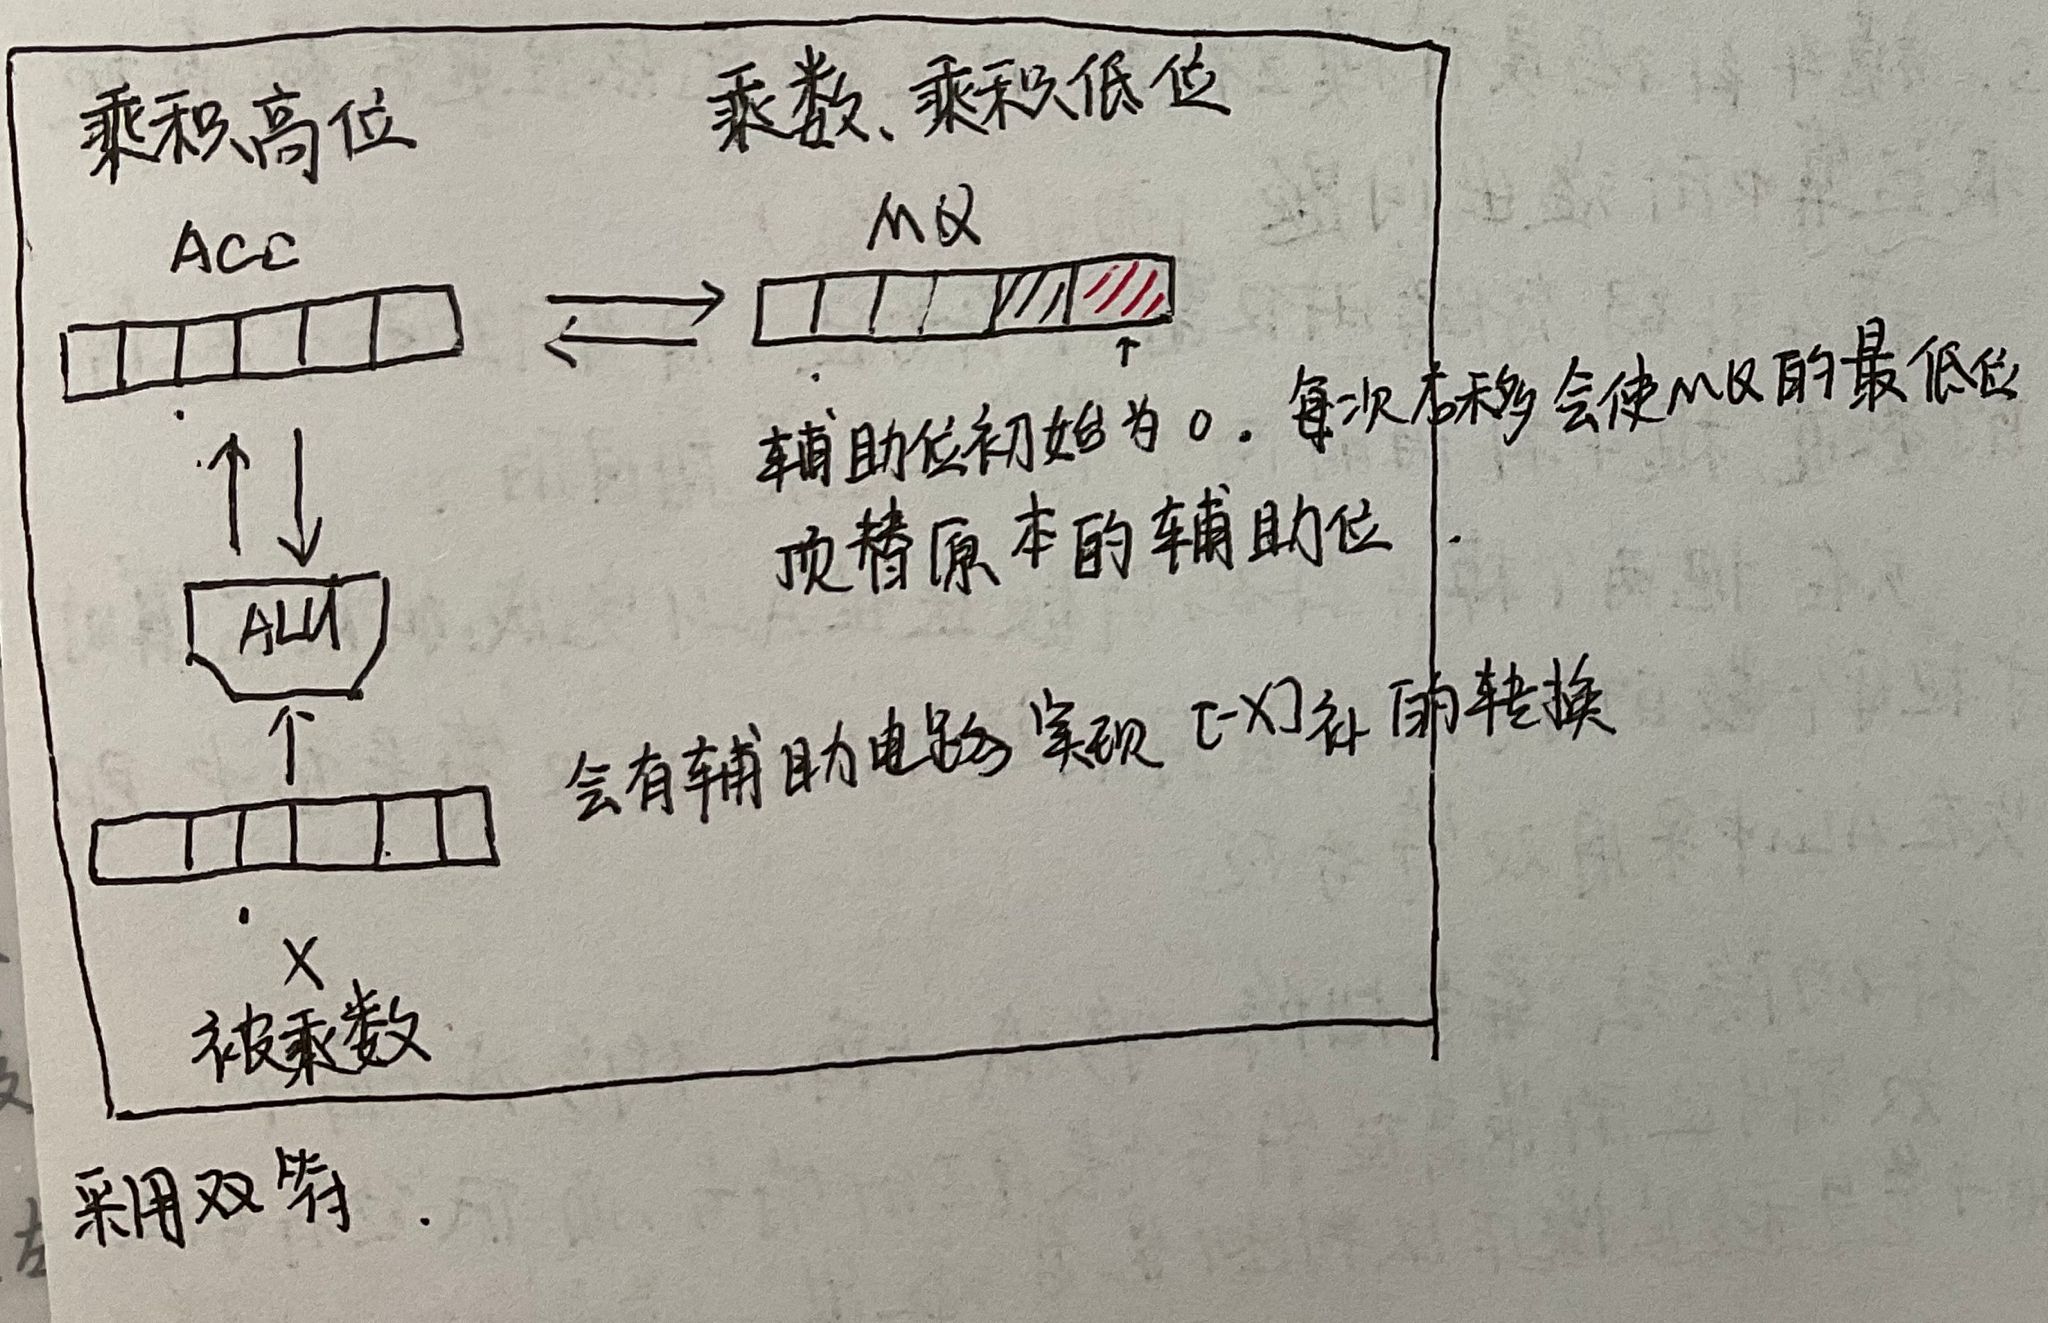 乘积高位
乘数、乘积低位
ACC
MQ
辅助位初始为0. 每次右移会使MQ的最低位
顶替原本的辅助位.
ALU
会有辅助电路实现[-X]补的转换
X
被乘数
采用双符.